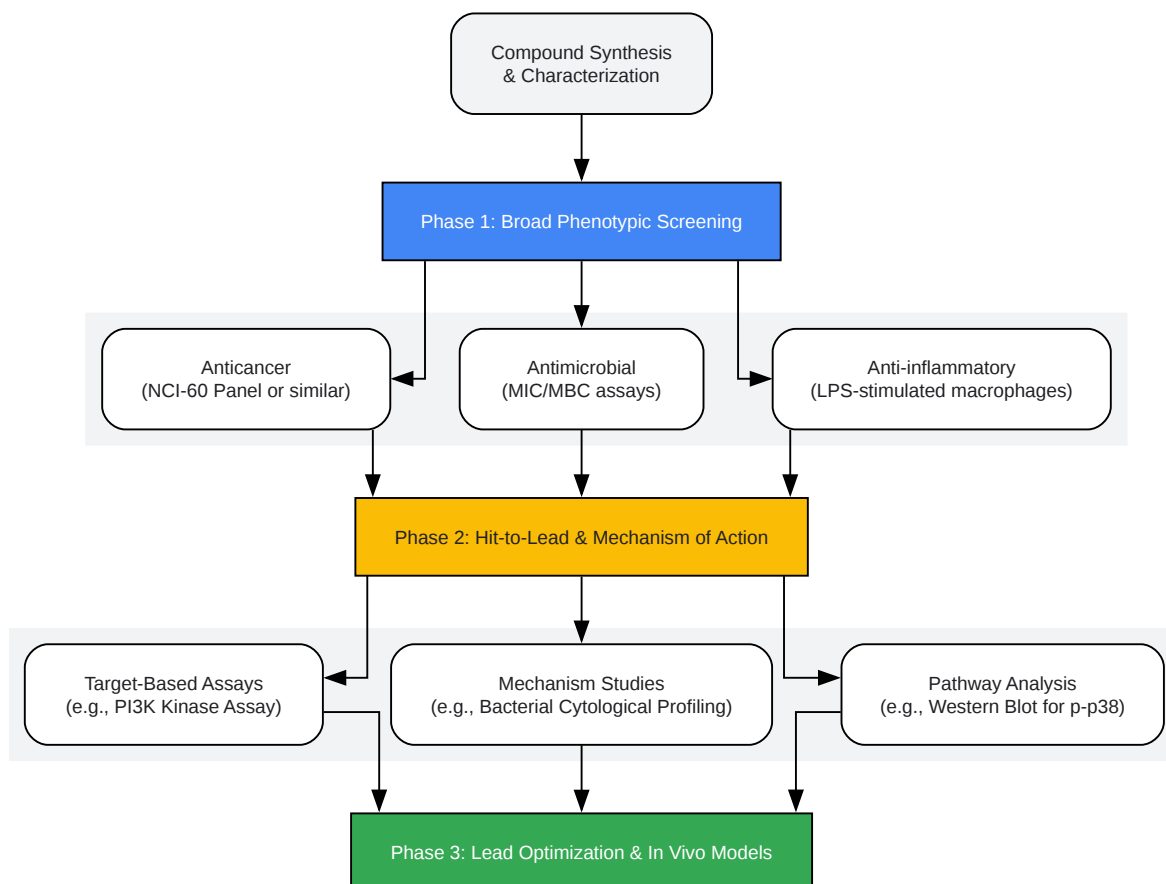 Compound Synthesis
& Characterization
Phase 1: Broad Phenotypic Screening
Anticancer
(NCI-60 Panel or similar)
Antimicrobial
(MIC/MBC assays)
Anti-inflammatory
(LPS-stimulated macrophages)
Phase 2: Hit-to-Lead & Mechanism of Action
Target-Based Assays
(e.g., PI3K Kinase Assay)
Mechanism Studies
(e.g., Bacterial Cytological Profiling)
Pathway Analysis
(e.g., Western Blot for p-p38)
Phase 3: Lead Optimization & In Vivo Models